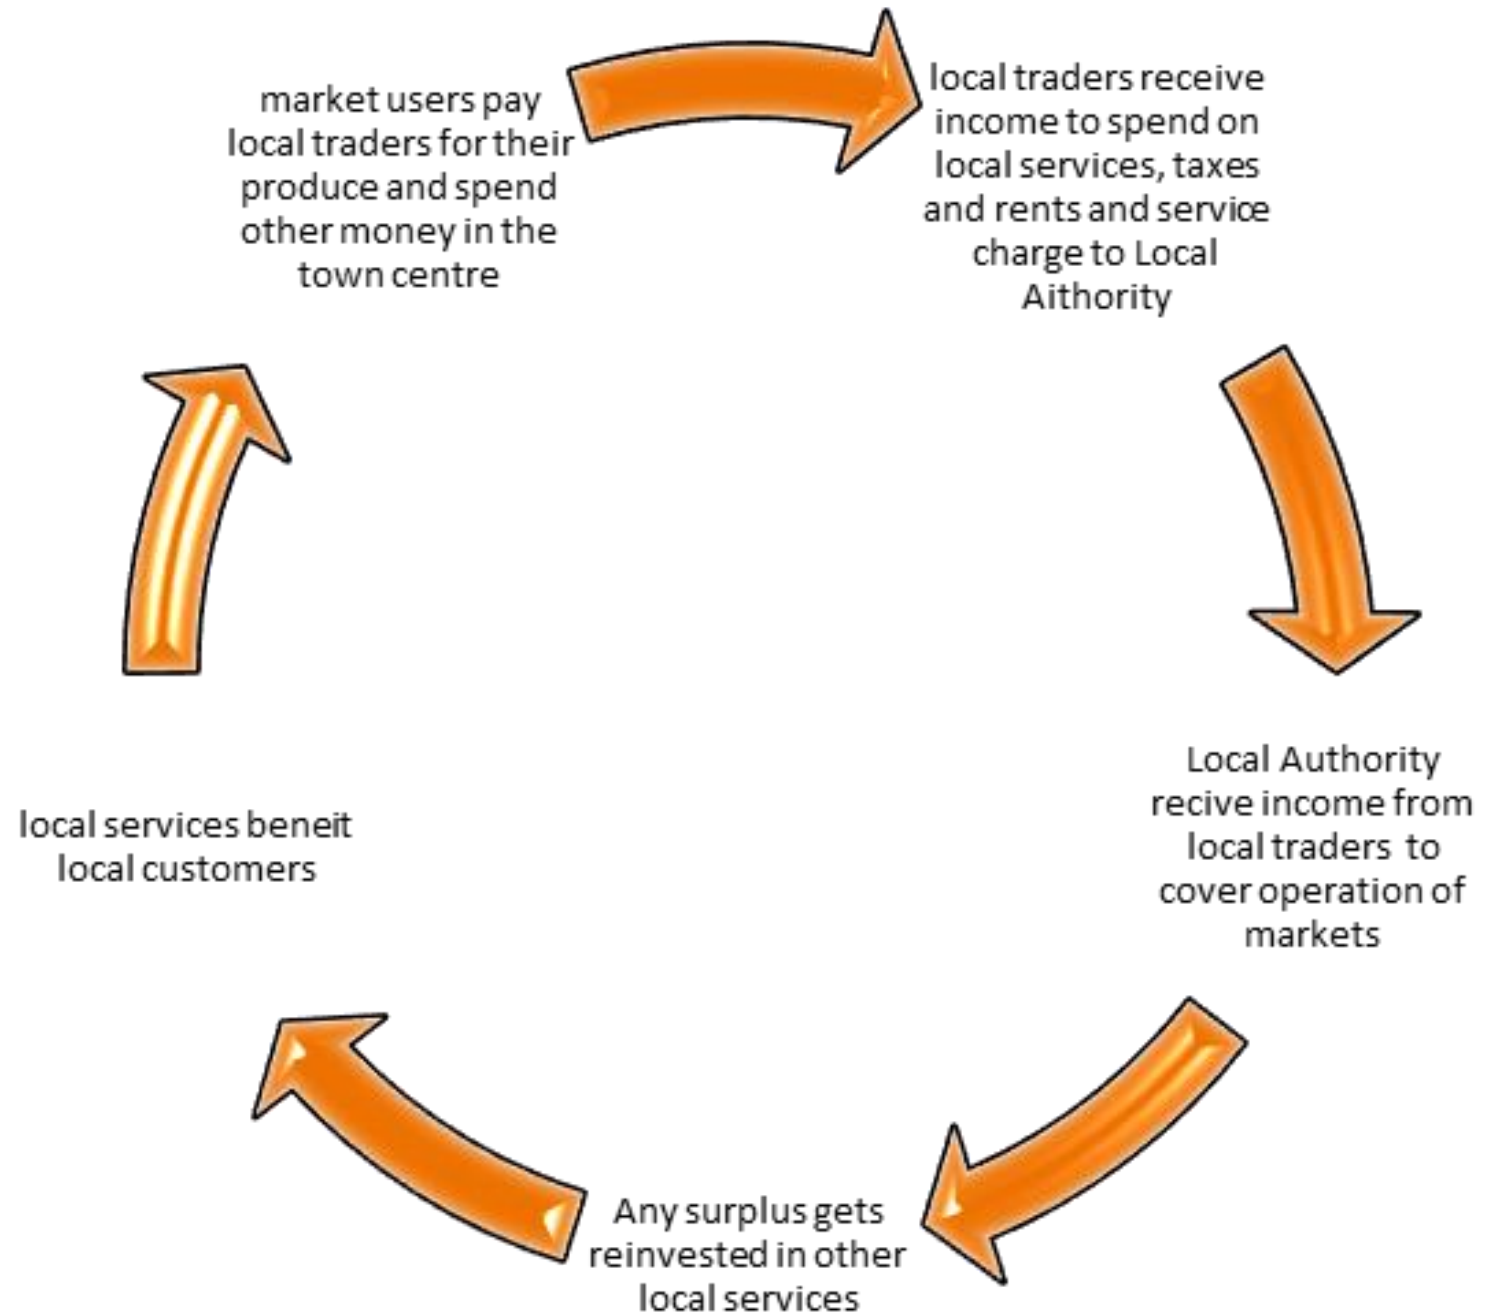 market users pay
local traders for their
produce and spend
other money in the
town centre
local traders receive
income to spend on
local services, taxes
and rents and service
charge to Local
Aithority
Local Authority
recive income from
local traders to
cover operation of
markets
Any surplus gets
reinvested in other
local services
local services beneit
local customers